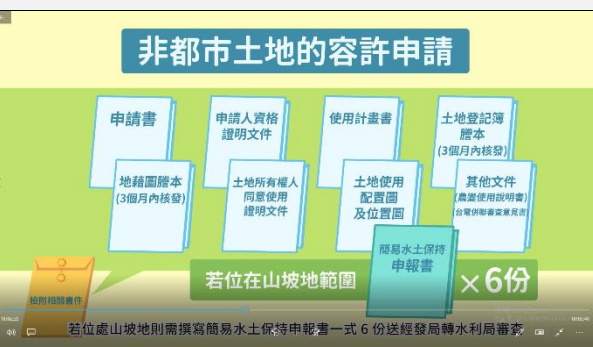 非都市土地的容許申請
申請書
申請人資格
證明文件
使用計畫書
土地登記簿
謄本
(3個月內核發)
地籍圖謄本
(3個月內核發)
土地所有權人
同意使用
證明文件
土地使用
配置圖
及位置圖
其他文件
(農業使用說明書)
(台電併聯審查意見書)
簡易水土保持
申報書
若位在山坡地範圍
×6份
檢附相關書件
若位處山坡地則需撰寫簡易水土保持申報書一式 6 份送經發局轉水利局審查